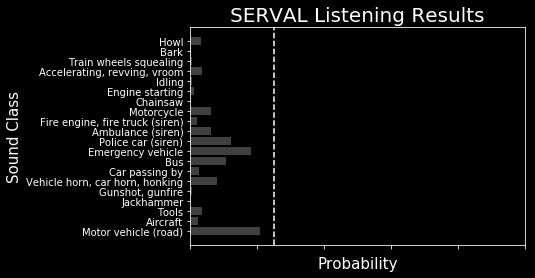 SERVAL Listening Results
Sound Class
Howl
Bark
Train wheels squealing
Accelerating, revving, vroom
Idling
Engine starting
Chainsaw
Motorcycle
Fire engine, fire truck (siren)
Ambulance (siren)
Police car (siren)
Emergency vehicle
Bus
Car passing by
Vehicle horn, car horn, honking
Gunshot, gunfire
Jackhammer
Tools
Aircraft
Motor vehicle (road)
Probability